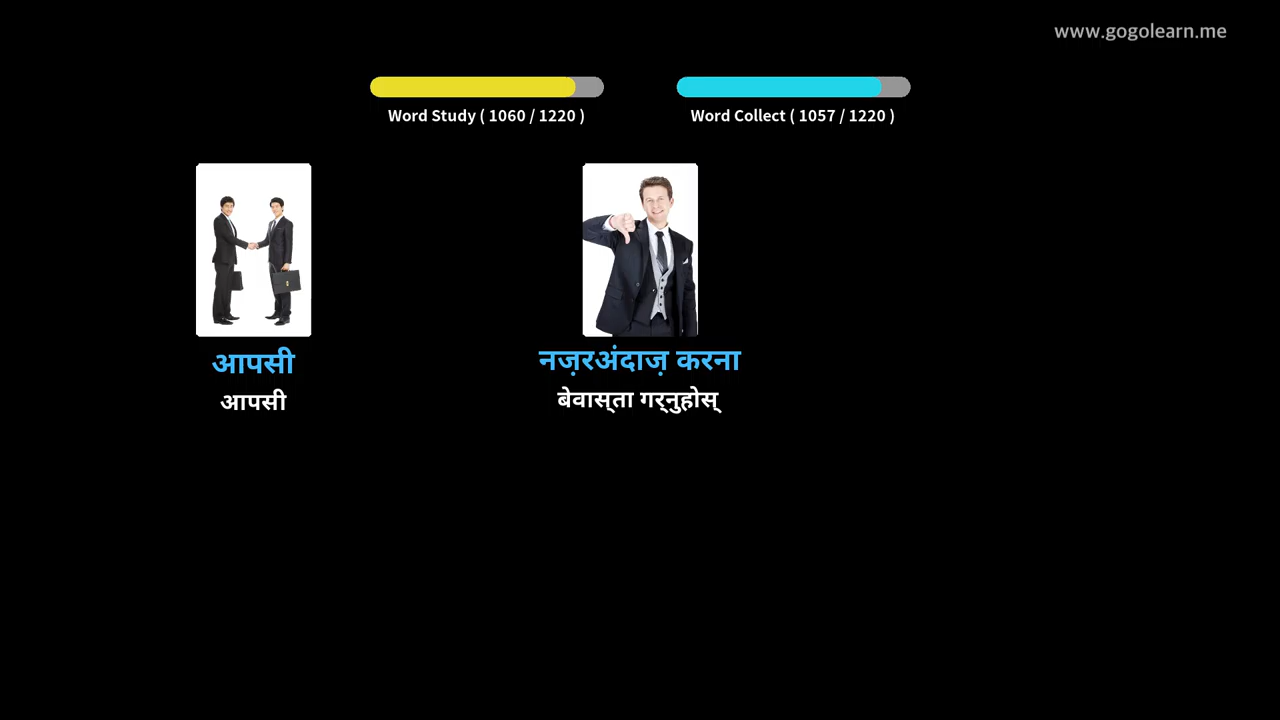 www.gogolearn.me
Word Study ( 1060 / 1220 )
Word Collect ( 1057 / 1220 )
आपसी
आपसी
नज़रअंदाज़ करना
बेवास्ता गर्नुहोस्